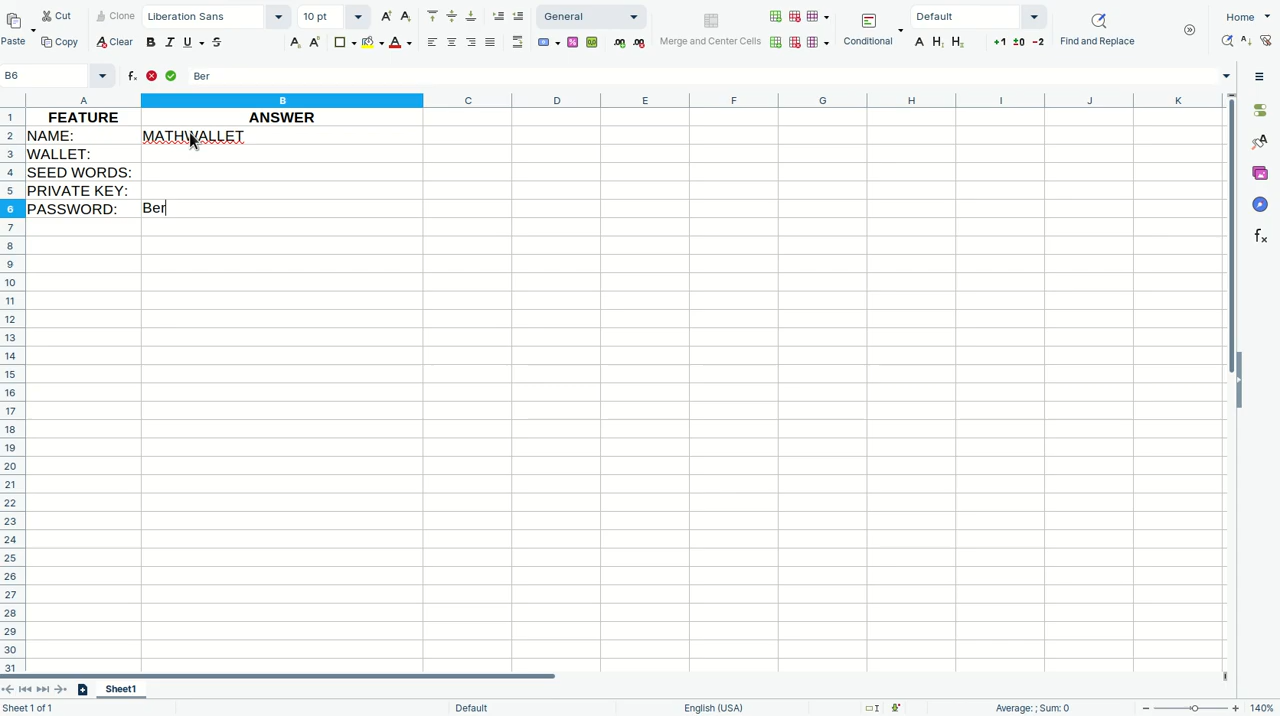 Cut
Clone
Liberation Sans
10 pt
General
Default
Home
Paste
Copy
Clear
Merge and Center Cells
Conditional
+1 ±0 −2
Find and Replace
B6
fx
Ber
A B C D E F G H I J K
1 FEATURE ANSWER
2 NAME: MATHWALLET
3 WALLET:
4 SEED WORDS:
5 PRIVATE KEY:
6 PASSWORD: Ber
7
8
9
10
11
12
13
14
15
16
17
18
19
20
21
22
23
24
25
26
27
28
29
30
31
Sheet1
Sheet 1 of 1
Default
English (USA)
Average: ; Sum: 0
140%